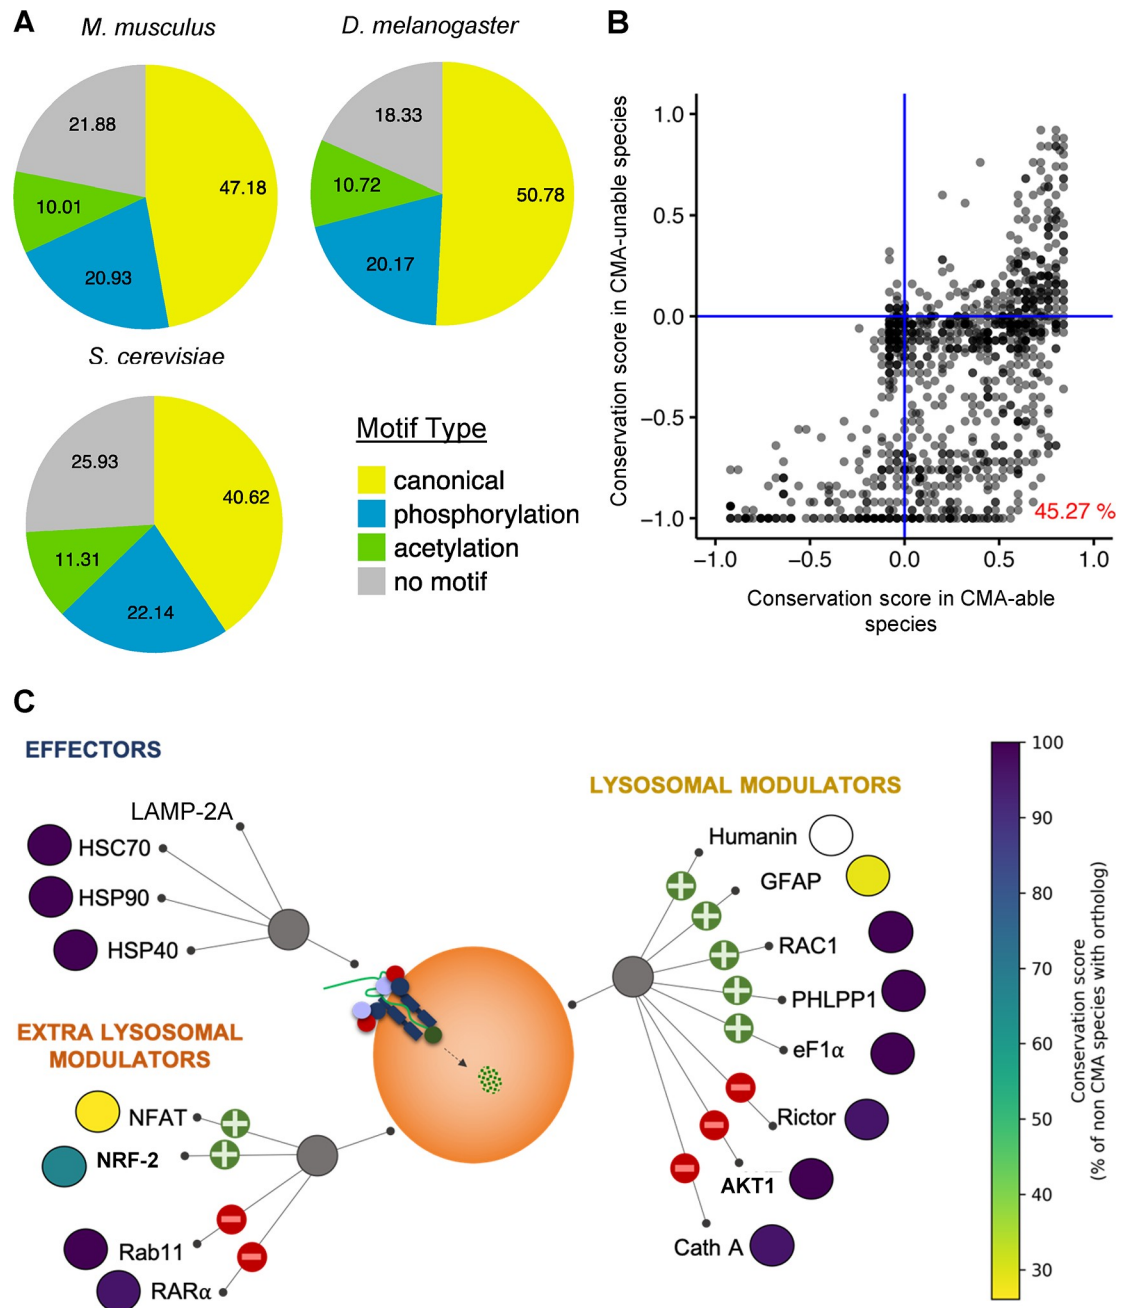 A
M. musculus
D. melanogaster
21.88
47.18
10.01
20.93
18.33
10.72
50.78
20.17
S. cerevisiae
25.93
40.62
11.31
22.14
Motif Type
canonical
phosphorylation
acetylation
no motif
B
Conservation score in CMA-unable species
1.0
0.5
0.0
−0.5
−1.0
45.27 %
−1.0 −0.5 0.0 0.5 1.0
Conservation score in CMA-able
species
C
EFFECTORS
LAMP-2A
HSC70
HSP90
HSP40
EXTRA LYSOSOMAL
MODULATORS
NFAT
NRF-2
Rab11
RARα
LYSOSOMAL MODULATORS
Humanin
GFAP
RAC1
PHLPP1
eF1α
Rictor
AKT1
Cath A
100
90
80
70
60
50
40
30
Conservation score
(% of non CMA species with ortholog)